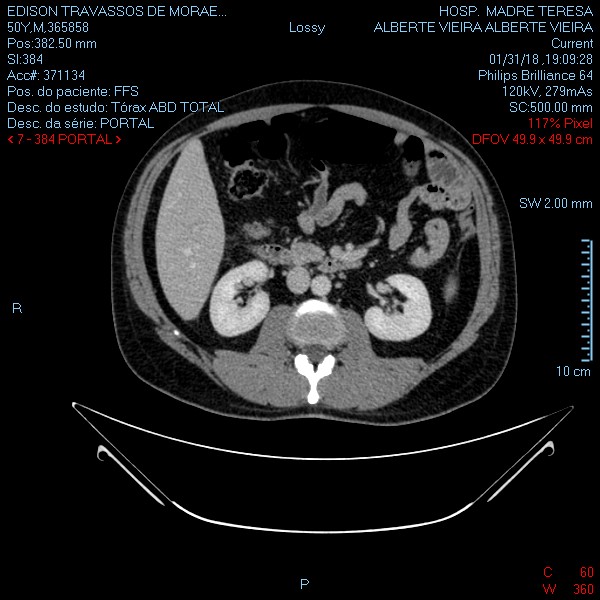 EDISON TRAVASSOS DE MORAE...
50Y,M,365858
Pos:382.50 mm
Sl:384
Acc#: 371134
Pos. do paciente: FFS
Desc. do estudo: Tórax ABD TOTAL
Desc. da série: PORTAL
< 7 - 384 PORTAL >
Lossy
HOSP. MADRE TERESA
ALBERTE VIEIRA ALBERTE VIEIRA
Current
01/31/18 ,19:09:28
Philips Brilliance 64
120kV, 279mAs
SC:500.00 mm
117% Pixel
DFOV 49.9 x 49.9 cm
SW 2.00 mm
R
10 cm
P
C 60
W 360